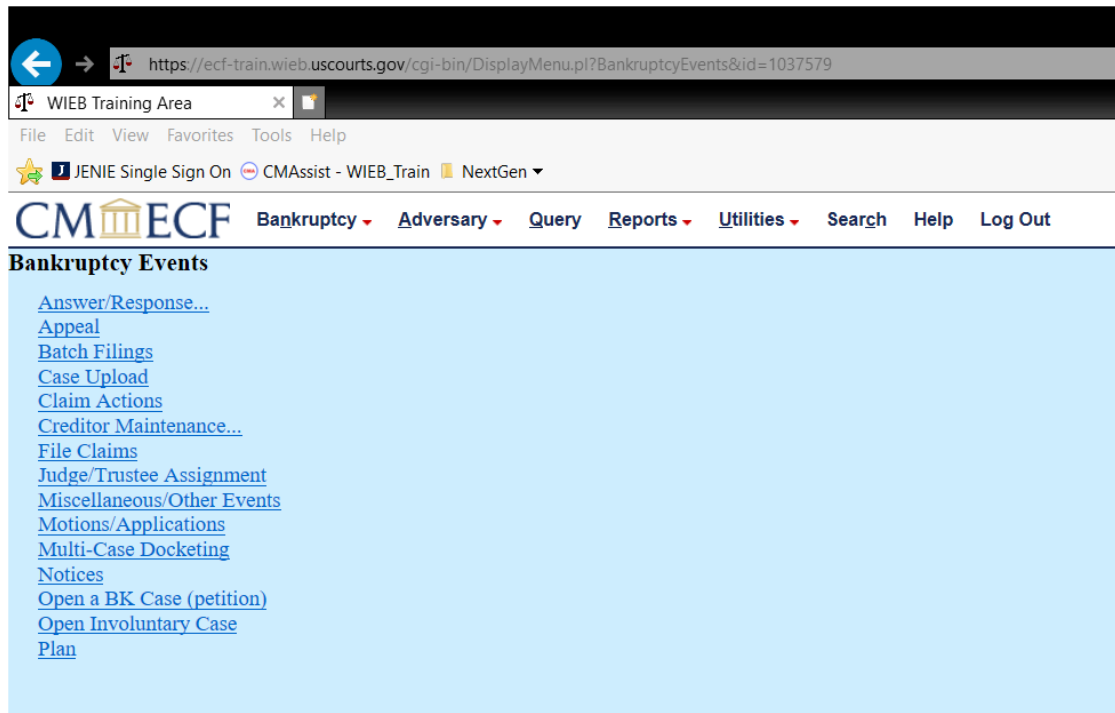 https://ecf-train.wieb.uscourts.gov/cgi-bin/DisplayMenu.pl?BankruptcyEvents&id=1037579
WIEB Training Area
File Edit View Favorites Tools Help
JENIE Single Sign On CMAssist - WIEB_Train NextGen
CM ECF Bankruptcy Adversary Query Reports Utilities Search Help Log Out
Bankruptcy Events
Answer/Response...
Appeal
Batch Filings
Case Upload
Claim Actions
Creditor Maintenance...
File Claims
Judge/Trustee Assignment
Miscellaneous/Other Events
Motions/Applications
Multi-Case Docketing
Notices
Open a BK Case (petition)
Open Involuntary Case
Plan